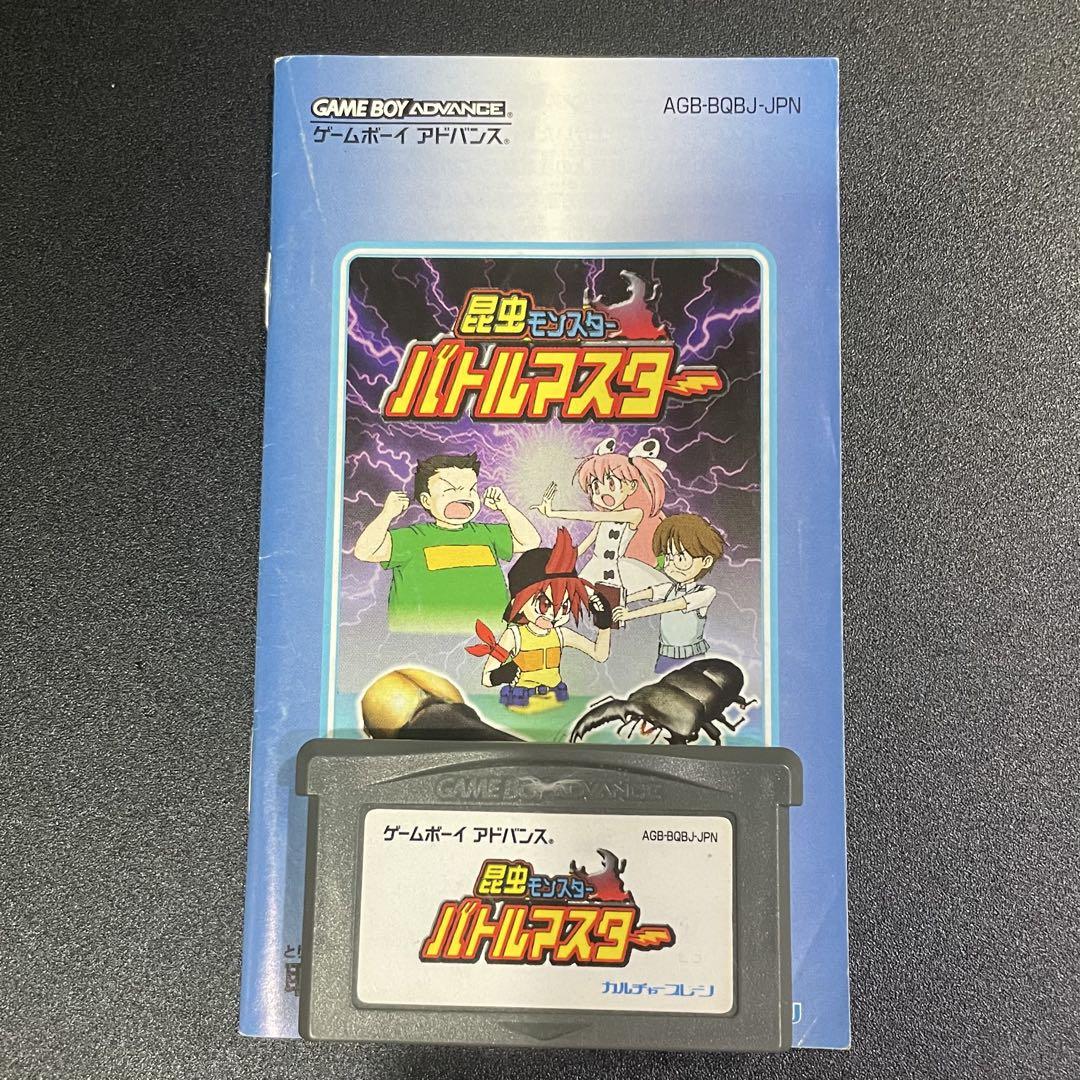 GAME BOY ADVANCE®
ゲームボーイ アドバンス®
AGB-BQBJ-JPN
昆虫モンスター
バトルマスター
GAME BOY ADVANCE
ゲームボーイ アドバンス®
AGB-BQBJ-JPN
昆虫モンスター
バトルマスター
カルチャーブレーン